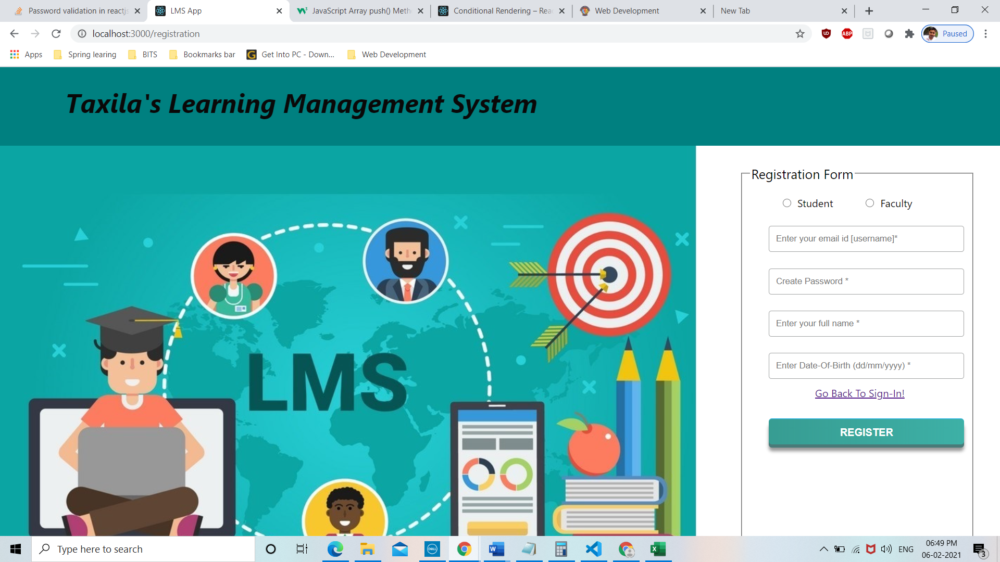 Password validation in reactjs
LMS App
JavaScript Array push() Meth
Conditional Rendering – Rea
Web Development
New Tab
localhost:3000/registration
ABP
Paused
Apps
Spring learing
BITS
Bookmarks bar
G
Get Into PC - Down...
Web Development
Taxila's Learning Management System
LMS
Registration Form
Student
Faculty
Enter your email id [username]*
Create Password *
Enter your full name *
Enter Date-Of-Birth (dd/mm/yyyy) *
Go Back To Sign-In!
REGISTER
Type here to search
DELL
ENG
06:49 PM
06-02-2021
3